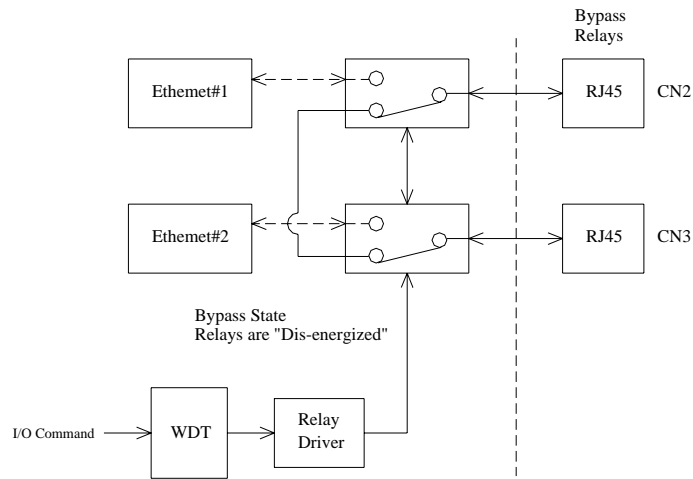 Bypass
Relays
Ethemet#1
RJ45
CN2
Ethemet#2
RJ45
CN3
Bypass State
Relays are "Dis-energized"
I/O Command
WDT
Relay
Driver